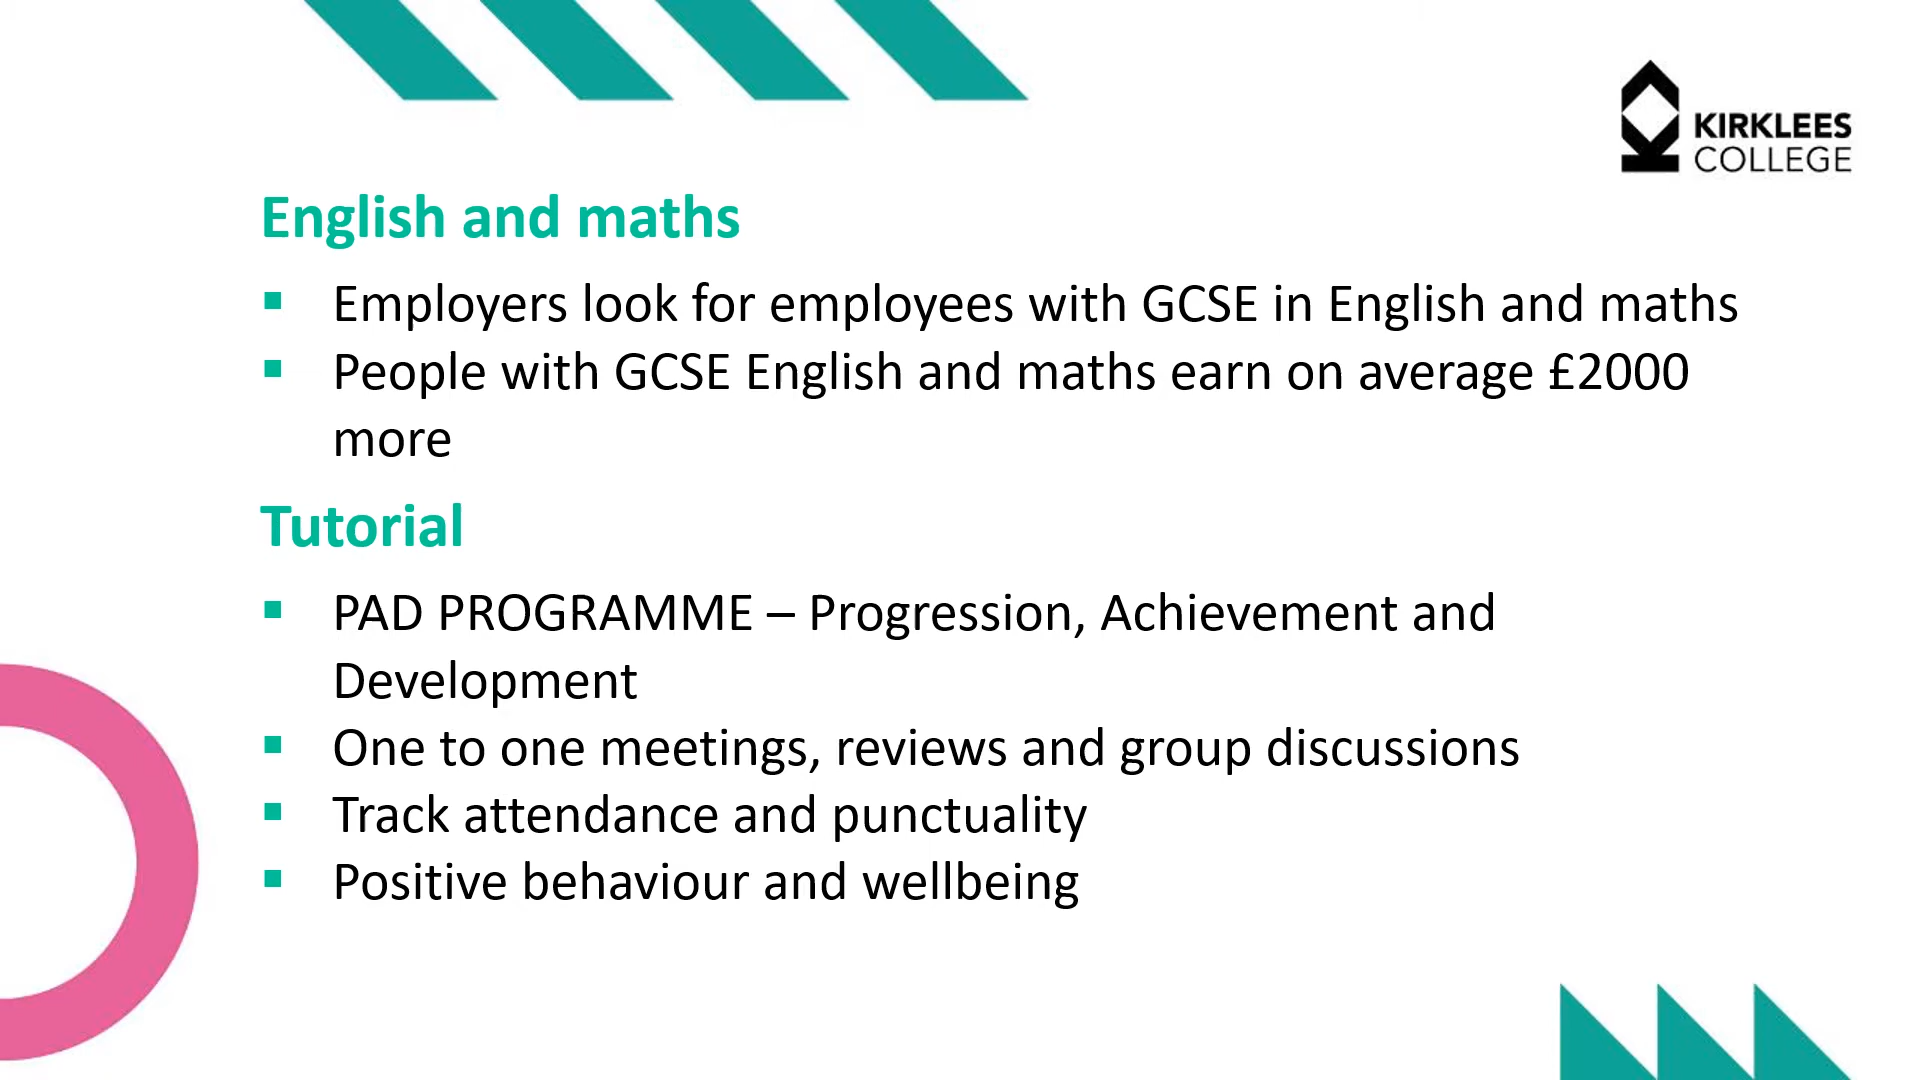 KIRKLEES
COLLEGE
English and maths
▪ Employers look for employees with GCSE in English and maths
▪ People with GCSE English and maths earn on average £2000
more
Tutorial
▪ PAD PROGRAMME – Progression, Achievement and
Development
▪ One to one meetings, reviews and group discussions
▪ Track attendance and punctuality
▪ Positive behaviour and wellbeing